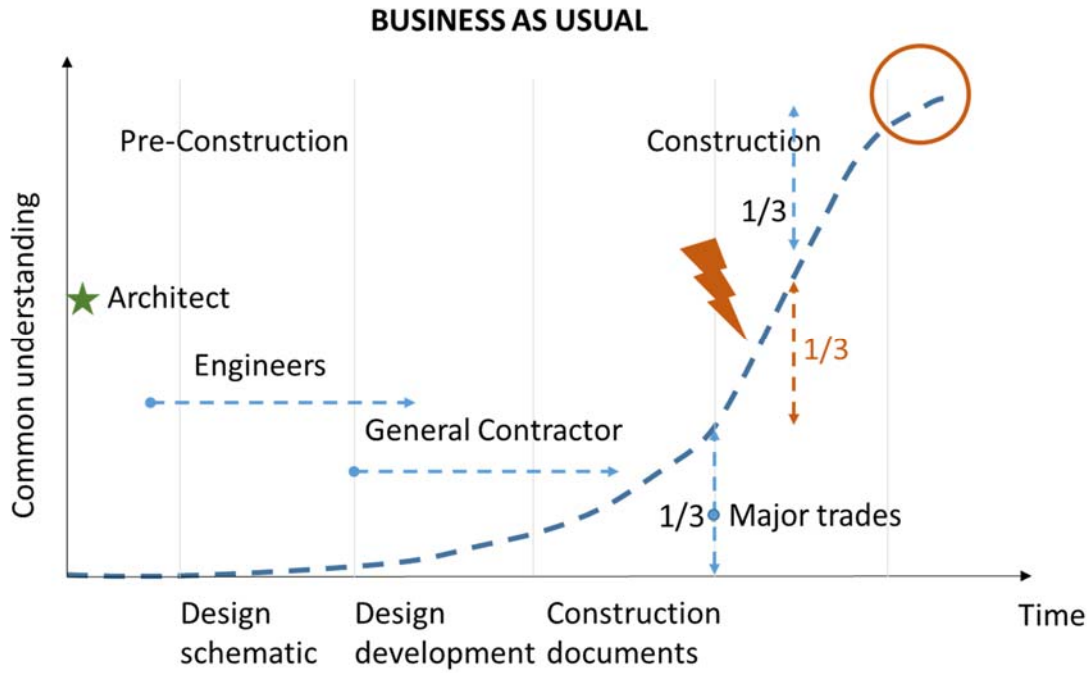 BUSINESS AS USUAL
Common understanding
Pre-Construction
Construction
1/3
Architect
1/3
Engineers
General Contractor
1/3
Major trades
Design
schematic
Design
development
Construction
documents
Time